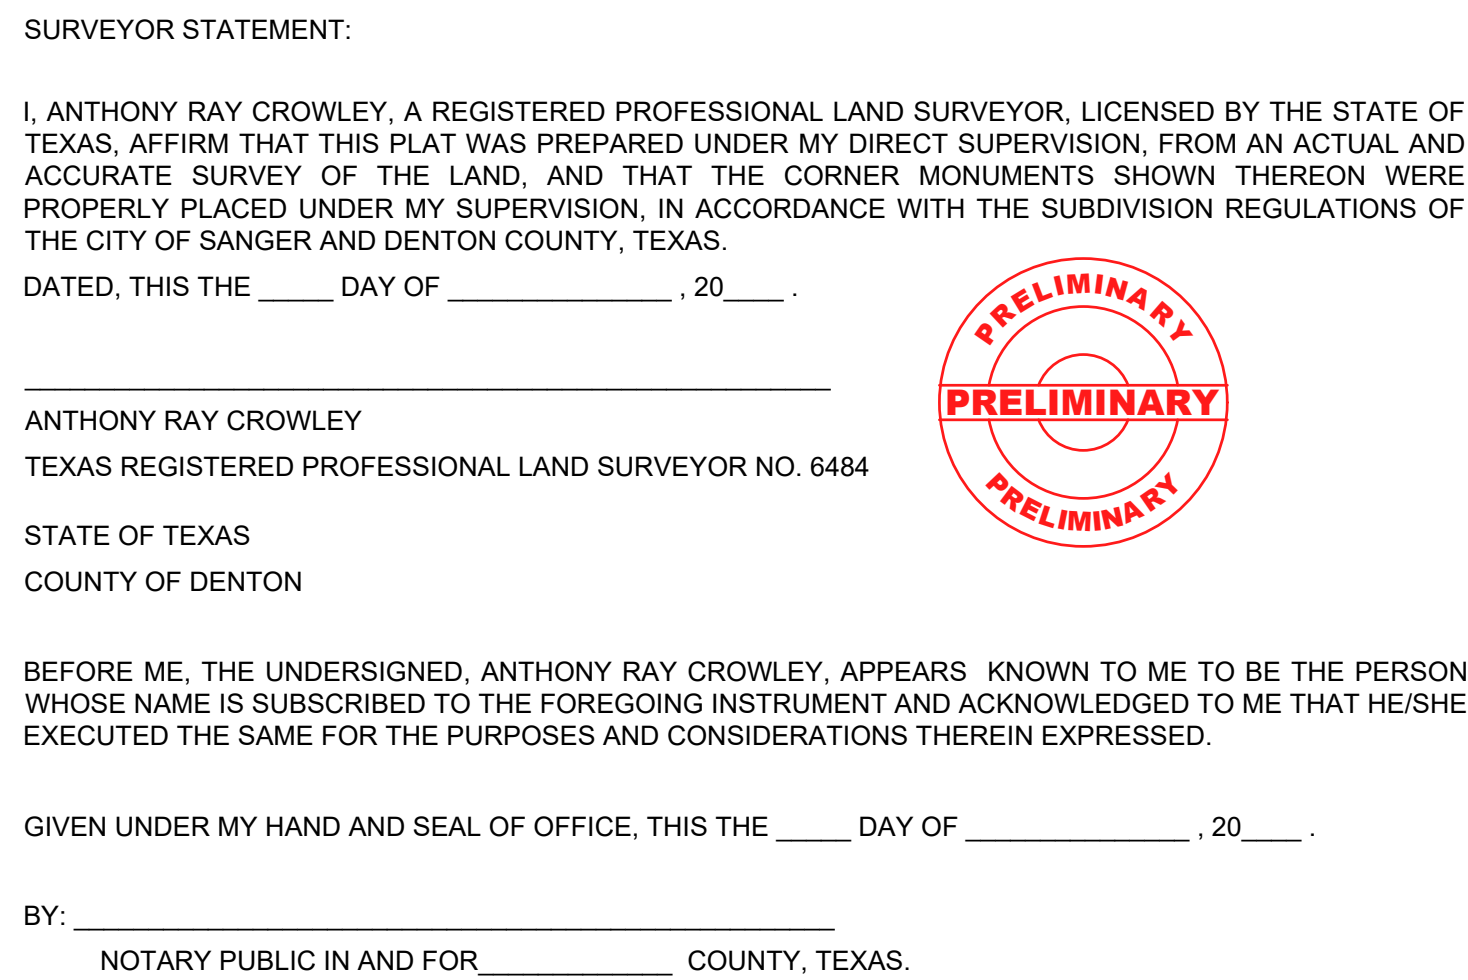 SURVEYOR STATEMENT:
I, ANTHONY RAY CROWLEY, A REGISTERED PROFESSIONAL LAND SURVEYOR, LICENSED BY THE STATE OF
TEXAS, AFFIRM THAT THIS PLAT WAS PREPARED UNDER MY DIRECT SUPERVISION, FROM AN ACTUAL AND
ACCURATE SURVEY OF THE LAND, AND THAT THE CORNER MONUMENTS SHOWN THEREON WERE
PROPERLY PLACED UNDER MY SUPERVISION, IN ACCORDANCE WITH THE SUBDIVISION REGULATIONS OF
THE CITY OF SANGER AND DENTON COUNTY, TEXAS.
DATED, THIS THE _____ DAY OF _______________ , 20____ .
PRELIMINARY
PRELIMINARY
PRELIMINARY
______________________________________________________
ANTHONY RAY CROWLEY
TEXAS REGISTERED PROFESSIONAL LAND SURVEYOR NO. 6484
STATE OF TEXAS
COUNTY OF DENTON
BEFORE ME, THE UNDERSIGNED, ANTHONY RAY CROWLEY, APPEARS KNOWN TO ME TO BE THE PERSON
WHOSE NAME IS SUBSCRIBED TO THE FOREGOING INSTRUMENT AND ACKNOWLEDGED TO ME THAT HE/SHE
EXECUTED THE SAME FOR THE PURPOSES AND CONSIDERATIONS THEREIN EXPRESSED.
GIVEN UNDER MY HAND AND SEAL OF OFFICE, THIS THE _____ DAY OF _______________ , 20____ .
BY: ___________________________________________________
NOTARY PUBLIC IN AND FOR_____________ COUNTY, TEXAS.